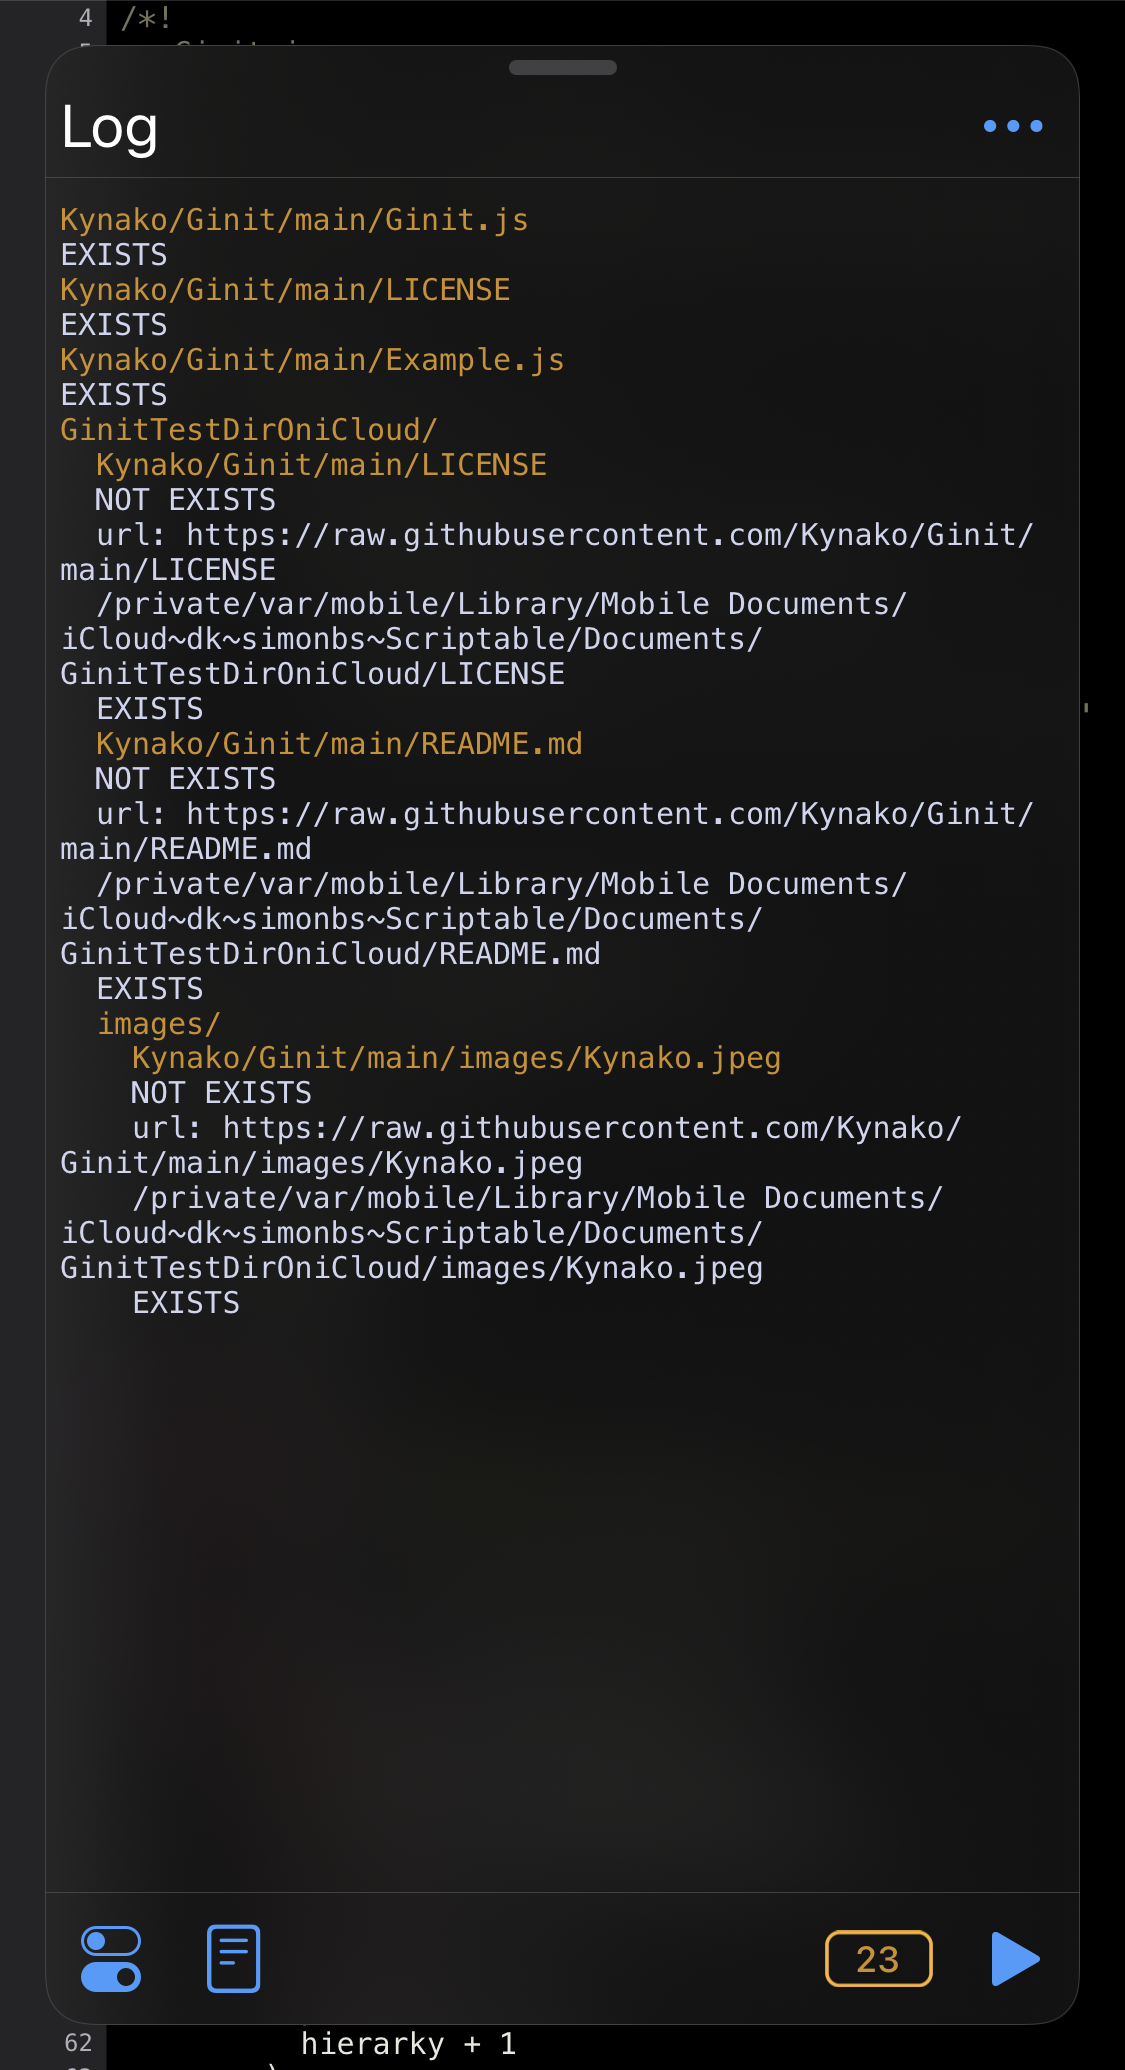 4 /*!
Log
Kynako/Ginit/main/Ginit.js
EXISTS
Kynako/Ginit/main/LICENSE
EXISTS
Kynako/Ginit/main/Example.js
EXISTS
GinitTestDirOniCloud/
  Kynako/Ginit/main/LICENSE
  NOT EXISTS
  url: https://raw.githubusercontent.com/Kynako/Ginit/
main/LICENSE
  /private/var/mobile/Library/Mobile Documents/
iCloud~dk~simonbs~Scriptable/Documents/
GinitTestDirOniCloud/LICENSE
  EXISTS
  Kynako/Ginit/main/README.md
  NOT EXISTS
  url: https://raw.githubusercontent.com/Kynako/Ginit/
main/README.md
  /private/var/mobile/Library/Mobile Documents/
iCloud~dk~simonbs~Scriptable/Documents/
GinitTestDirOniCloud/README.md
  EXISTS
  images/
    Kynako/Ginit/main/images/Kynako.jpeg
    NOT EXISTS
    url: https://raw.githubusercontent.com/Kynako/
Ginit/main/images/Kynako.jpeg
    /private/var/mobile/Library/Mobile Documents/
iCloud~dk~simonbs~Scriptable/Documents/
GinitTestDirOniCloud/images/Kynako.jpeg
    EXISTS
23
62 hierarky + 1